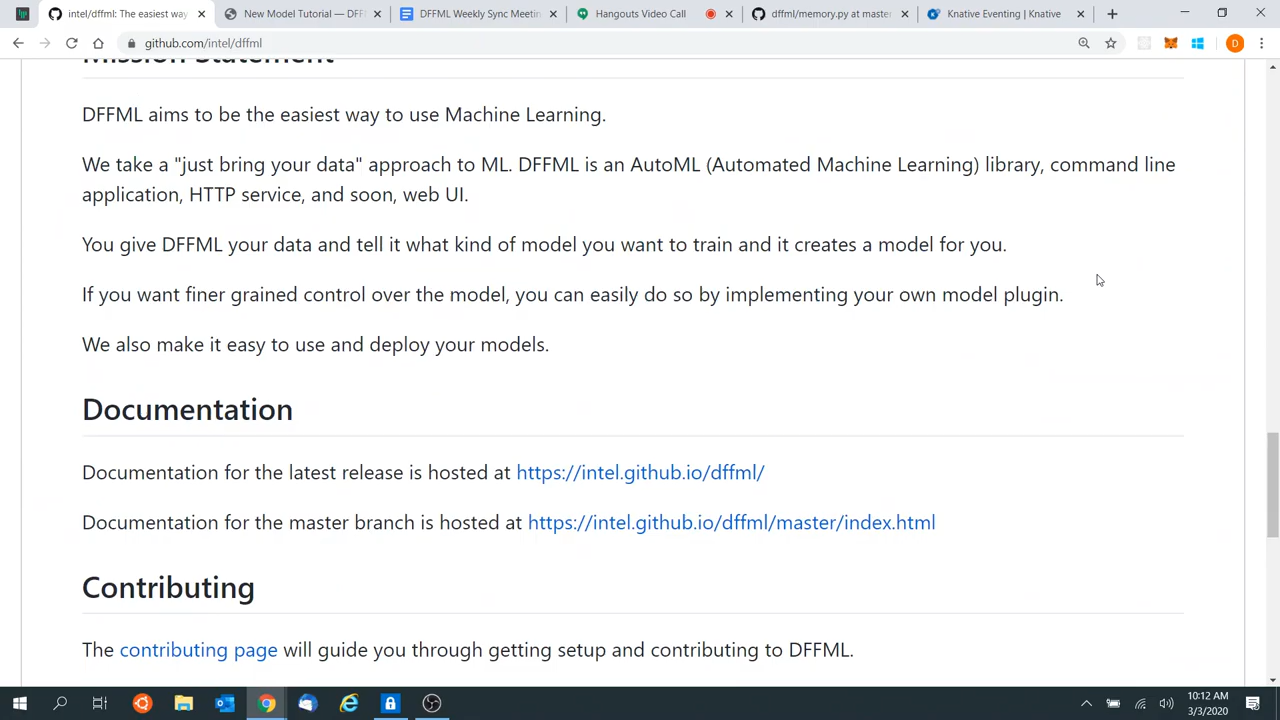 intel/dffml: The easiest way
New Model Tutorial — DFF
DFFML Weekly Sync Meetin
Hangouts Video Call
dffml/memory.py at master
Knative Eventing | Knative
github.com/intel/dffml
D
Mission Statement
DFFML aims to be the easiest way to use Machine Learning.
We take a "just bring your data" approach to ML. DFFML is an AutoML (Automated Machine Learning) library, command line
application, HTTP service, and soon, web UI.
You give DFFML your data and tell it what kind of model you want to train and it creates a model for you.
If you want finer grained control over the model, you can easily do so by implementing your own model plugin.
We also make it easy to use and deploy your models.
Documentation
Documentation for the latest release is hosted at https://intel.github.io/dffml/
Documentation for the master branch is hosted at https://intel.github.io/dffml/master/index.html
Contributing
The contributing page will guide you through getting setup and contributing to DFFML.
10:12 AM
3/3/2020